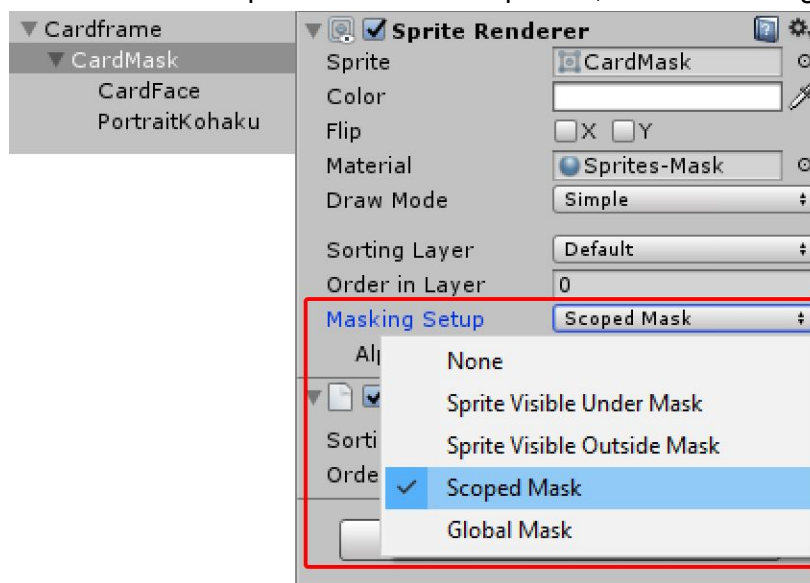 Cardframe
CardMask
CardFace
PortraitKohaku
Sprite Renderer
Sprite CardMask
Color
Flip X Y
Material Sprites-Mask
Draw Mode Simple
Sorting Layer Default
Order in Layer 0
Masking Setup Scoped Mask
None
Sprite Visible Under Mask
Sprite Visible Outside Mask
Scoped Mask
Global Mask